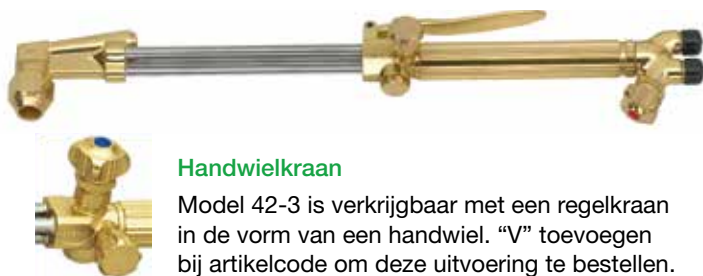 Handwielkraan
Model 42-3 is verkrijgbaar met een regelkraan
in de vorm van een handwiel. “V” toevoegen
bij artikelcode om deze uitvoering te bestellen.